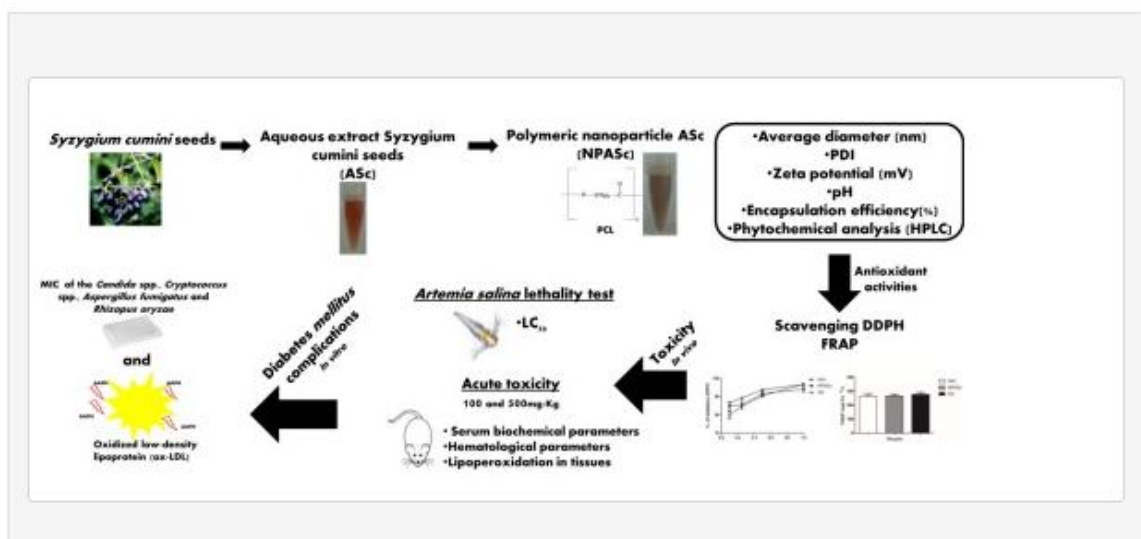 Syzygium cumini seeds
Aqueous extract Syzygium
cumini seeds
(ASc)
Polymeric nanoparticle ASc
(NPASc)
PCL
•Average diameter (nm)
•PDI
•Zeta potential (mV)
•pH
•Encapsulation efficiency(%)
•Phytochemical analysis (HPLC)
Antioxidant
activities
Scavenging DDPH
FRAP
Toxicity
in vivo
Artemia salina lethality test
•LC₅₀
Acute toxicity
100 and 500mg/Kg
• Serum biochemical parameters
•Hematological parameters
•Lipoperoxidation in tissues
Diabetes mellitus
complications
in vitro
MIC of the Candida spp., Cryptococcus
spp., Aspergillus fumigatus and
Rhizopus oryzae
and
Oxidized low density
lipoprotein (ox-LDL)